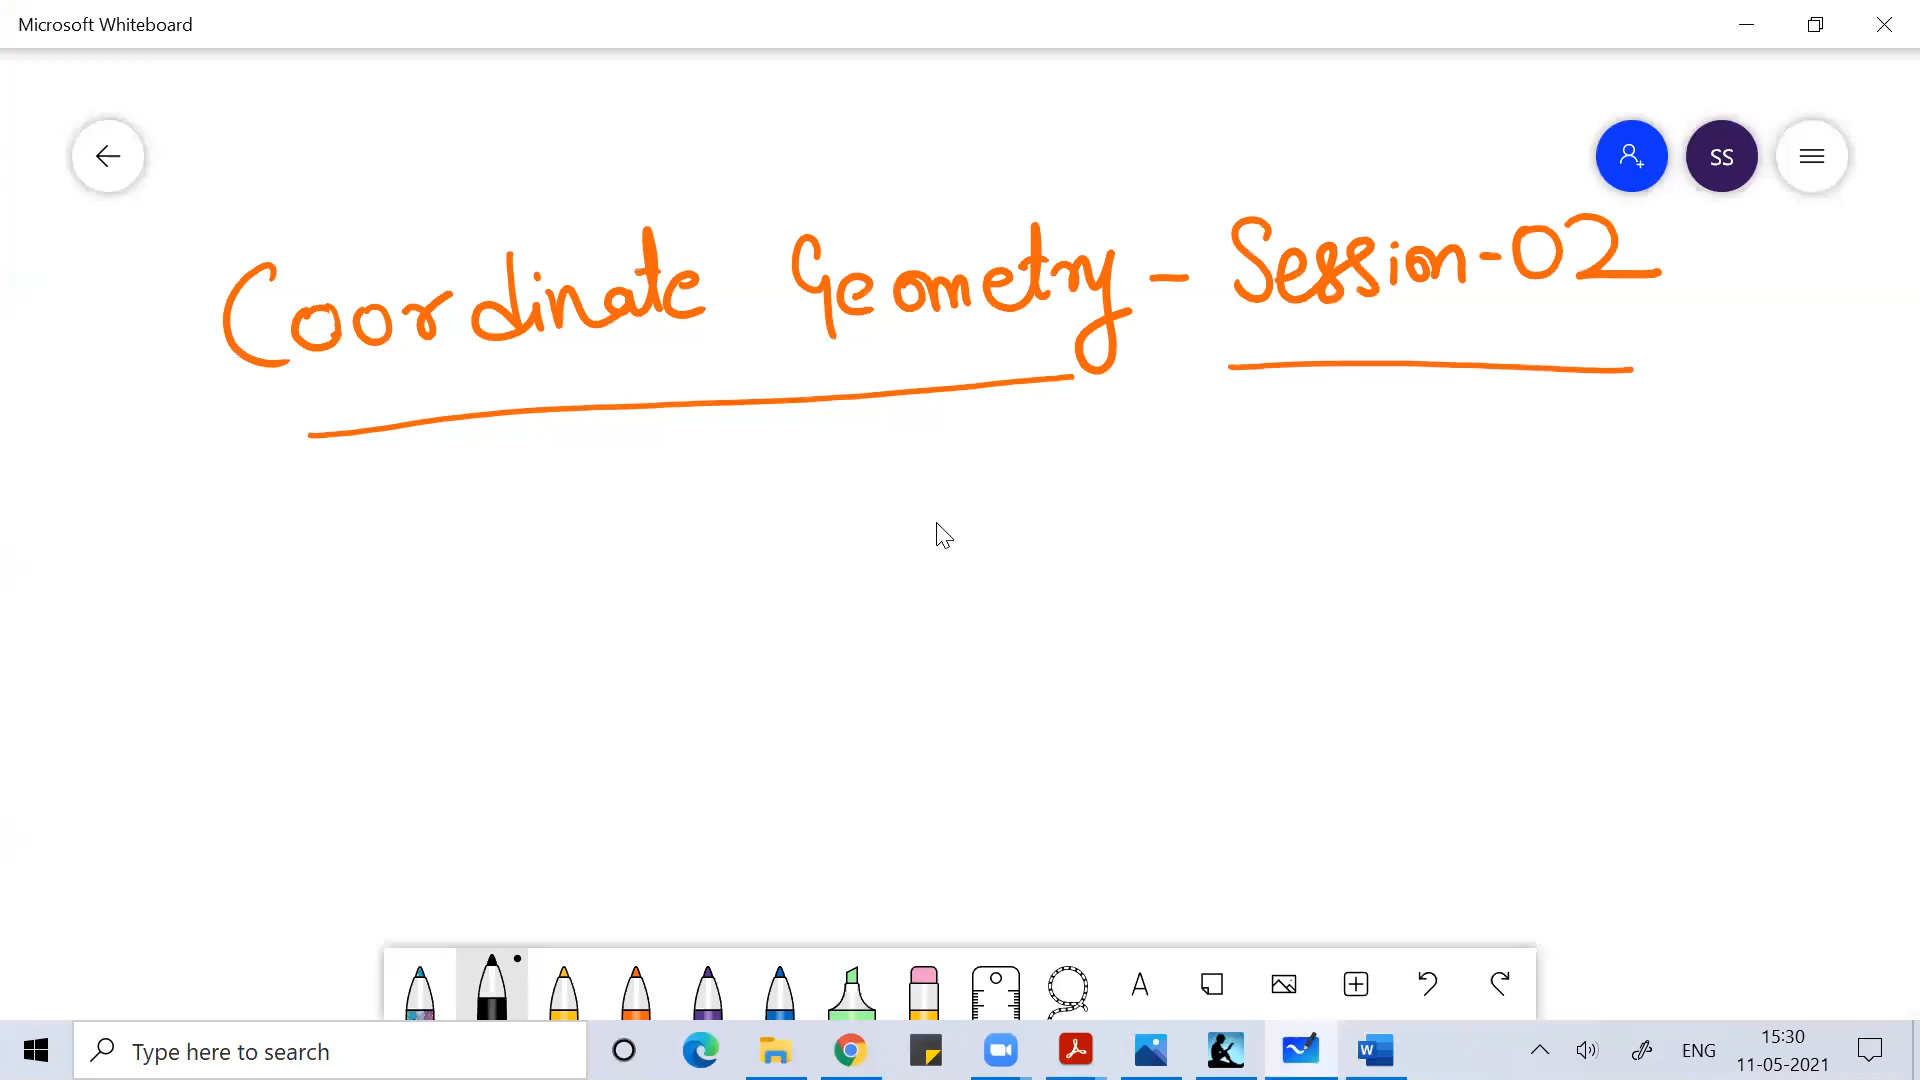 Microsoft Whiteboard
SS
Coordinate Geometry - Session-02
A
Type here to search
W
ENG
15:30
11-05-2021